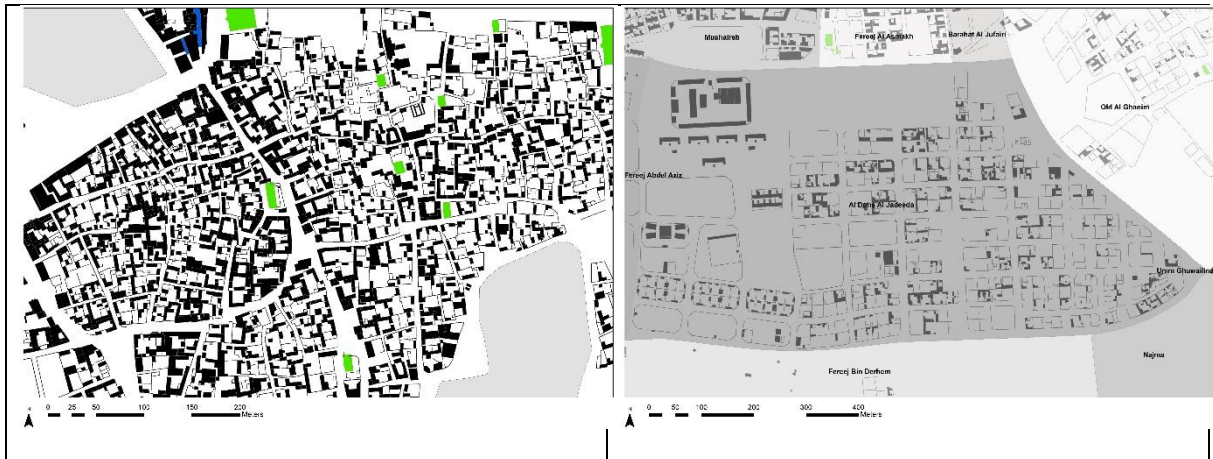 Mushaireb
Fereej Al Asmakh
Barahat Al Jufairi
Old Al Ghanim
Fereej Abdel Aziz
Al Doha Al Jadeeda
Umm Ghuwailina
Najma
Fereej Bin Derhem
0 25 50 100 150 200 Meters
0 50 100 200 300 400 Meters